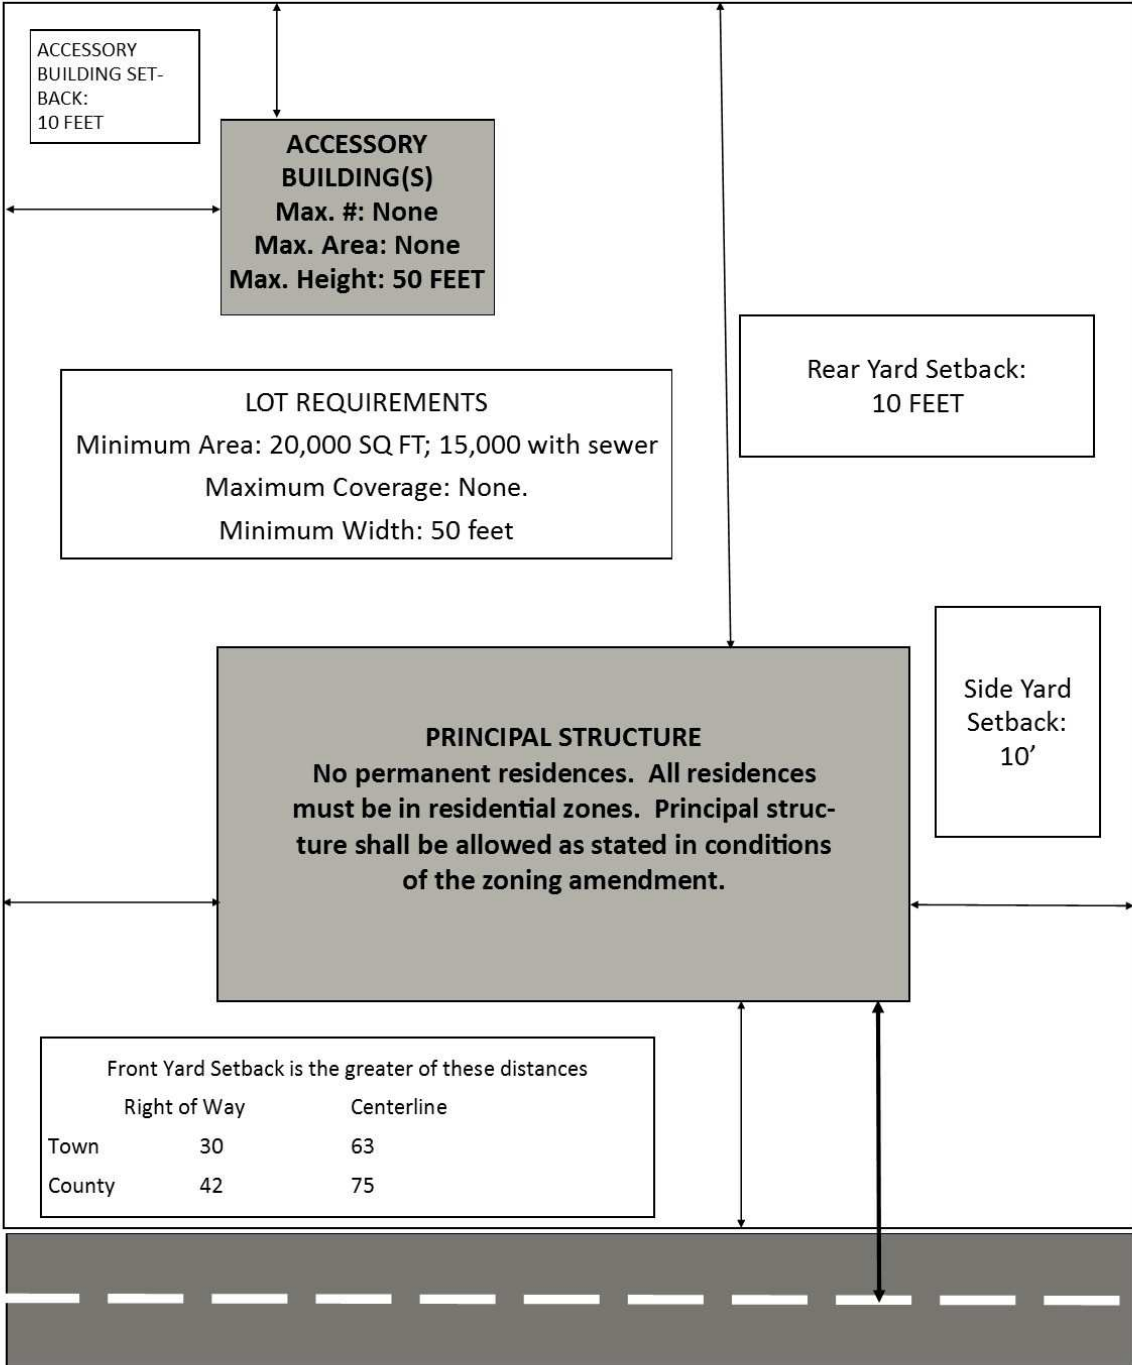 ACCESSORY
BUILDING SET-
BACK:
10 FEET
ACCESSORY
BUILDING(S)
Max. #: None
Max. Area: None
Max. Height: 50 FEET
Rear Yard Setback:
10 FEET
LOT REQUIREMENTS
Minimum Area: 20,000 SQ FT; 15,000 with sewer
Maximum Coverage: None.
Minimum Width: 50 feet
Side Yard
Setback:
10’
PRINCIPAL STRUCTURE
No permanent residences.  All residences
must be in residential zones.  Principal struc-
ture shall be allowed as stated in conditions
of the zoning amendment.
Front Yard Setback is the greater of these distances
Right of Way Centerline
Town 30 63
County 42 75